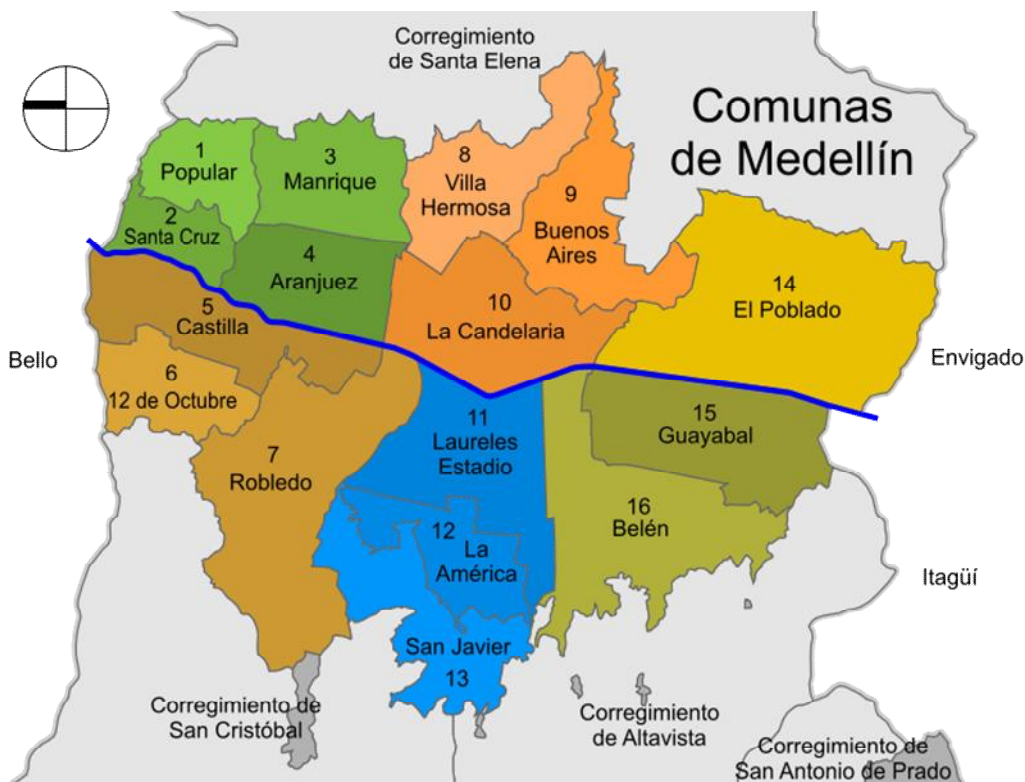 Corregimiento
de Santa Elena
Comunas
de Medellín
1
Popular
3
Manrique
8
Villa
Hermosa
9
Buenos
Aires
2
Santa Cruz
4
Aranjuez
14
El Poblado
5
Castilla
10
La Candelaria
Bello
Envigado
6
12 de Octubre
11
Laureles
Estadio
15
Guayabal
7
Robledo
16
Belén
12
La
América
Itagüí
San Javier
13
Corregimiento de
San Cristóbal
Corregimiento
de Altavista
Corregimiento de
San Antonio de Prado